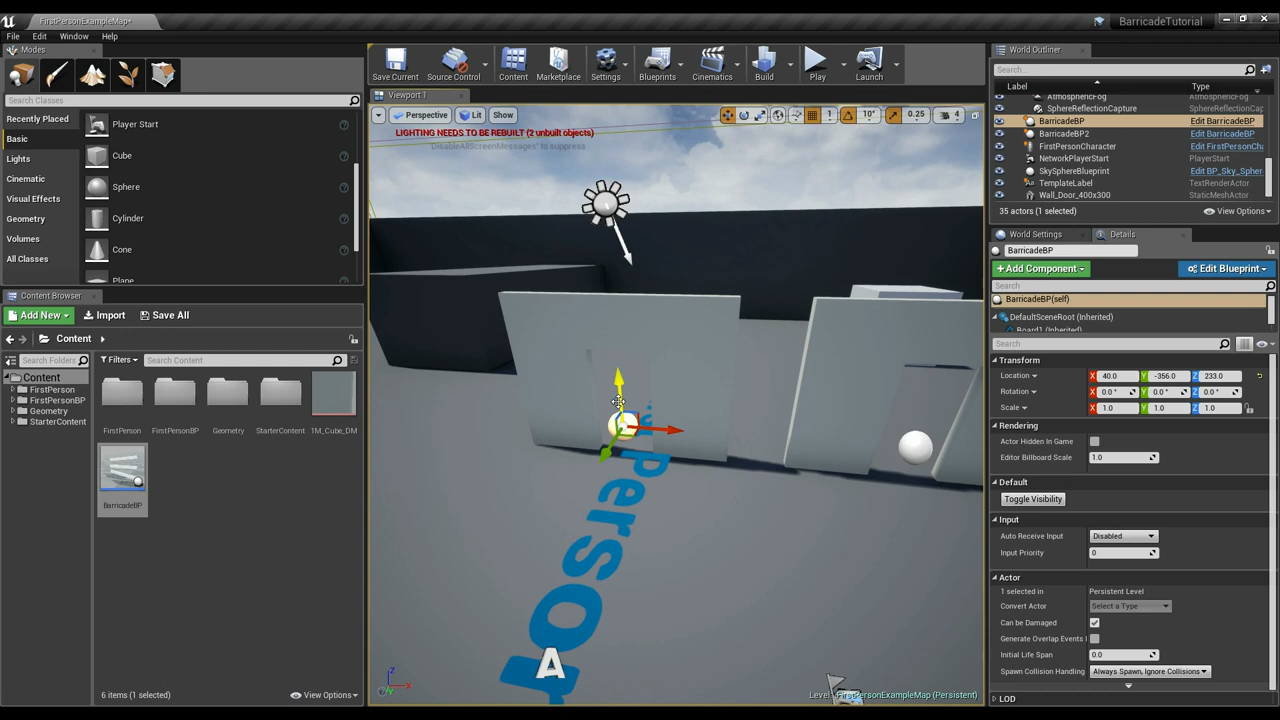 FirstPersonExampleMap*
BarricadeTutorial
File Edit Window Help
Modes
Search Classes
Recently Placed
Basic
Lights
Cinematic
Visual Effects
Geometry
Volumes
All Classes
Player Start
Cube
Sphere
Cylinder
Cone
Plane
Content Browser
Add New Import Save All
Content
Search Folders
Filters
Search Content
Content
FirstPerson
FirstPersonBP
Geometry
StarterContent
FirstPerson
FirstPersonBP
Geometry
StarterContent
1M_Cube_DM
BarricadeBP
6 items (1 selected)
View Options
Save Current
Source Control
Content
Marketplace
Settings
Blueprints
Cinematics
Build
Play
Launch
Viewport 1
Perspective
Lit
Show
1
10°
0.25
4
LIGHTING NEEDS TO BE REBUILT (2 unbuilt objects)
'DisableAllScreenMessages' to suppress
Person
A
Level: FirstPersonExampleMap (Persistent)
World Outliner
Search...
Label Type
AtmosphericFog AtmosphericFog
SphereReflectionCapture SphereReflectionCapture
BarricadeBP Edit BarricadeBP
BarricadeBP2 Edit BarricadeBP
FirstPersonCharacter Edit FirstPersonCh
NetworkPlayerStart PlayerStart
SkySphereBlueprint Edit BP_Sky_Spher
TemplateLabel TextRenderActor
Wall_Door_400x300 StaticMeshActor
35 actors (1 selected)
View Options
World Settings
Details
BarricadeBP
+Add Component
Edit Blueprint
Search
BarricadeBP(self)
DefaultSceneRoot (Inherited)
Board1 (Inherited)
Search
Transform
Location X 40.0 Y -356.0 Z 233.0
Rotation X 0.0 ° Y 0.0 ° Z 0.0 °
Scale X 1.0 Y 1.0 Z 1.0
Rendering
Actor Hidden In Game
Editor Billboard Scale 1.0
Default
Toggle Visibility
Input
Auto Receive Input Disabled
Input Priority 0
Actor
1 selected in Persistent Level
Convert Actor Select a Type
Can be Damaged
Generate Overlap Events
Initial Life Span 0.0
Spawn Collision Handling Always Spawn, Ignore Collisions
LOD